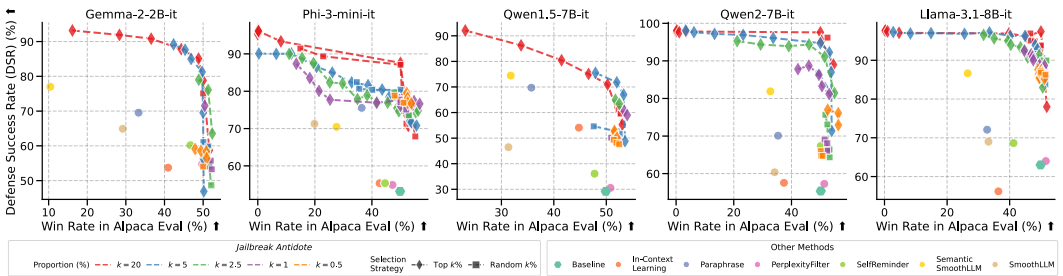 Gemma-2-2B-it
Phi-3-mini-it
Qwen1.5-7B-it
Qwen2-7B-it
Llama-3.1-8B-it
Defense Success Rate (DSR) (%)
90
80
70
60
50
90
80
70
60
90
80
70
60
50
40
30
100
90
80
70
60
100
90
80
70
60
10 20 30 40 50
0 20 40
30 40 50
0 20 40
0 20 40
Win Rate in Alpaca Eval (%)
Win Rate in Alpaca Eval (%)
Win Rate in Alpaca Eval (%)
Win Rate in Alpaca Eval (%)
Win Rate in Alpaca Eval (%)
Jailbreak Antidote
Proportion (%) k=20 k=5 k=2.5 k=1 k=0.5 Selection Strategy Top k% Random k%
Other Methods
Baseline In-Context Learning Paraphrase PerplexityFilter SelfReminder Semantic SmoothLLM SmoothLLM